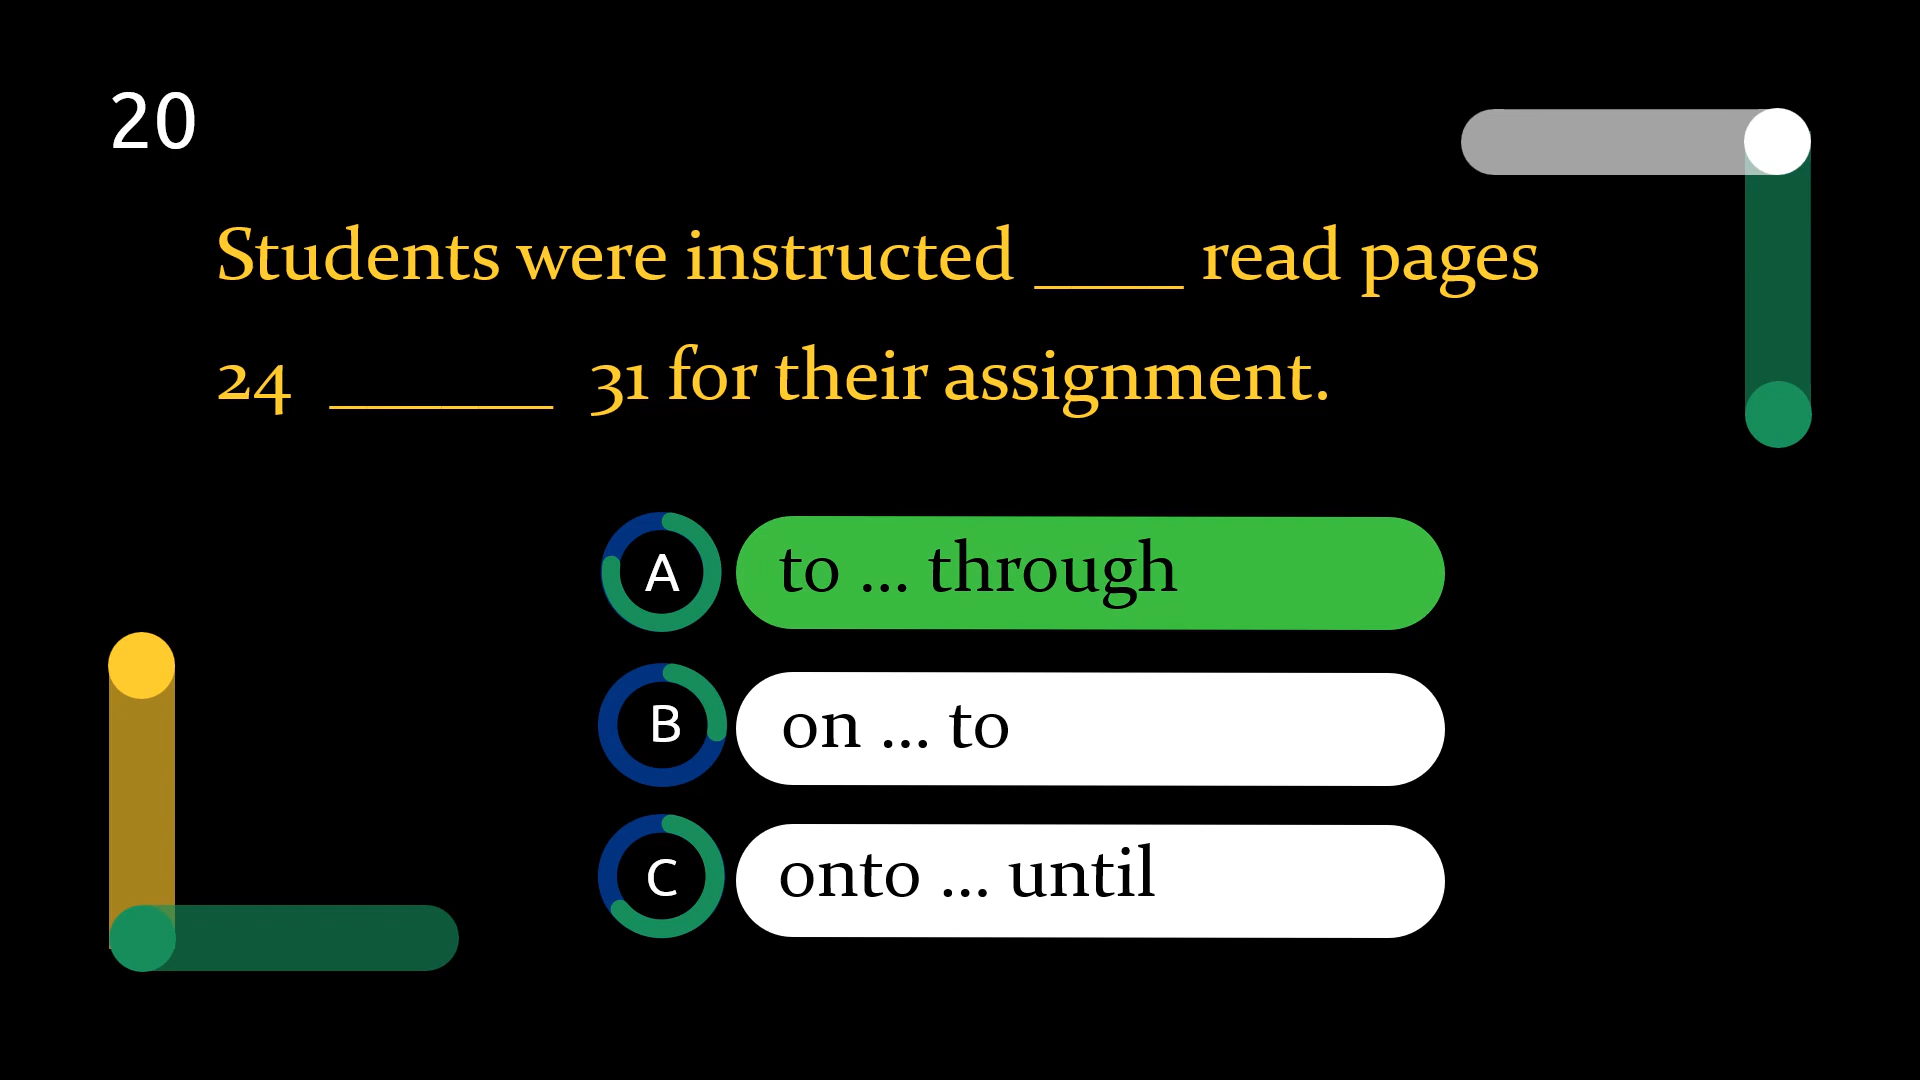 20
Students were instructed ____ read pages
24 ______ 31 for their assignment.
A to ... through
B on ... to
C onto ... until